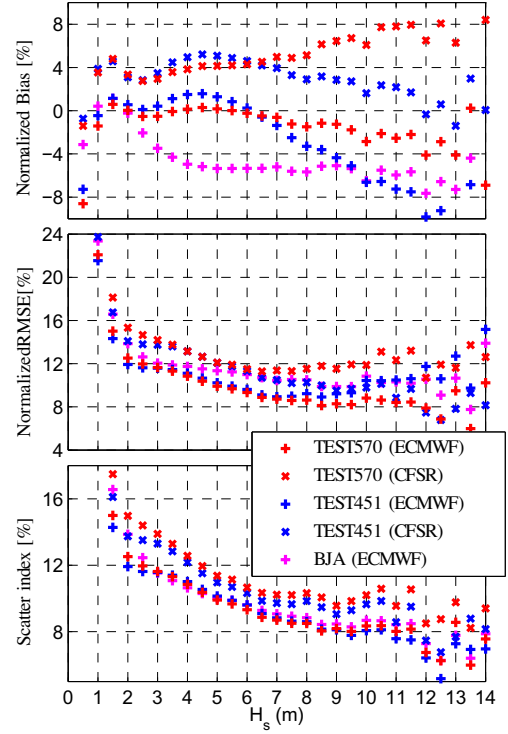 Normalized Bias [%]
8
4
0
-4
-8
NormalizedRMSE[%]
24
20
16
12
8
4
TEST570 (ECMWF)
TEST570 (CFSR)
TEST451 (ECMWF)
TEST451 (CFSR)
BJA (ECMWF)
Scatter index [%]
16
12
8
0 1 2 3 4 5 6 7 8 9 10 11 12 13 14
H_s (m)